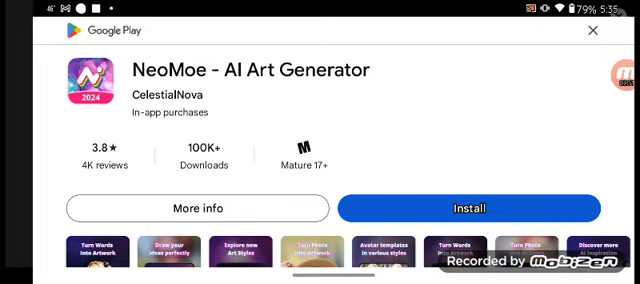 46°
79% 5:35
Google Play
NeoMoe - AI Art Generator
2024
CelestialNova
In-app purchases
3.8★
100K+
4K reviews
Downloads
Mature 17+
More info
Install
Turn Words
into Artwork
Draw your
ideas perfectly
Explore new
Art Styles
Turn Photo
into Artwork
Avatar templates
in various styles
Turn Words
into Artwork
Turn Photo
into Artwork
Discover more
AI inspiration
Recorded by mobizen